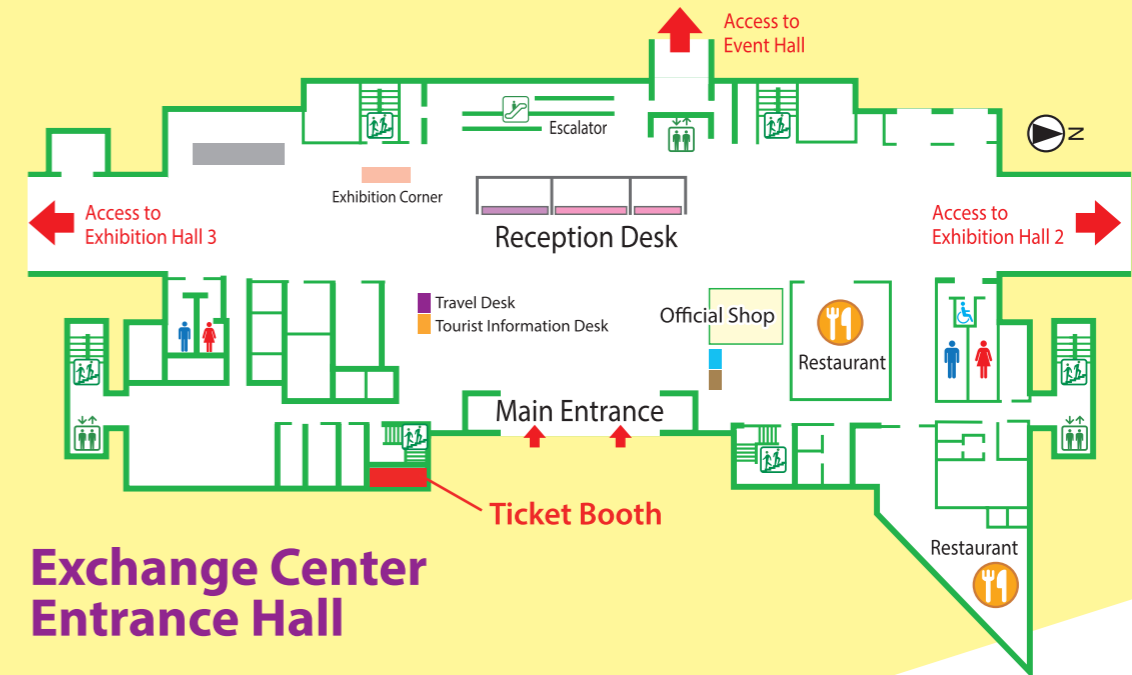 Access to
Event Hall
Escalator
N
Exhibition Corner
Access to
Exhibition Hall 3
Reception Desk
Access to
Exhibition Hall 2
Travel Desk
Tourist Information Desk
Official Shop
Restaurant
Main Entrance
Ticket Booth
Restaurant
Exchange Center
Entrance Hall